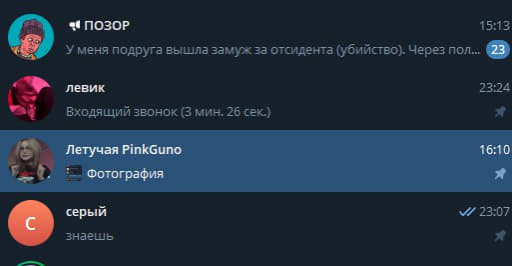 ПОЗОР 15:13
У меня подруга вышла замуж за отсидента (убийство). Через пол... 23
левик 23:24
Входящий звонок (3 мин. 26 сек.)
Летучая PinkGuno 16:10
Фотография
С серый 23:07
знаешь